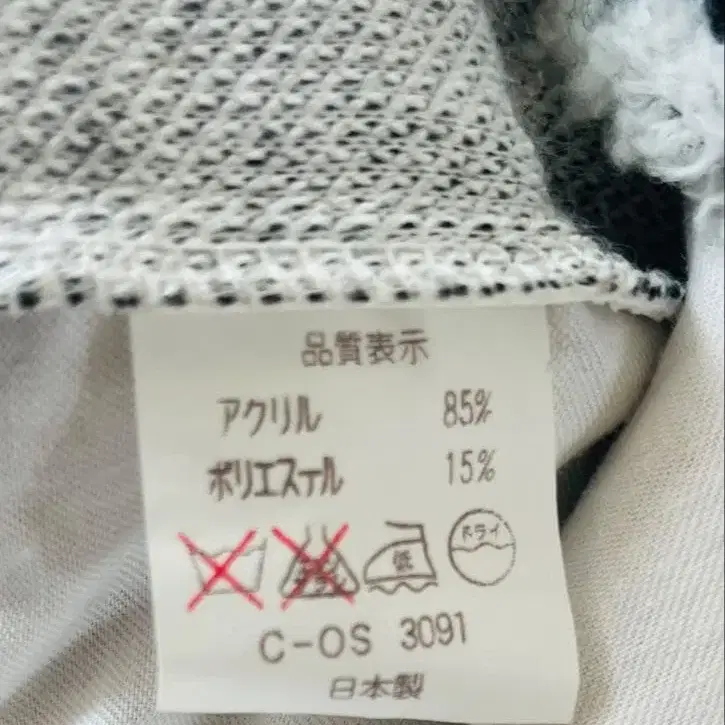 品質表示
アクリル 85%
ポリエステル 15%
低 ドライ
C-OS 3091
日本製